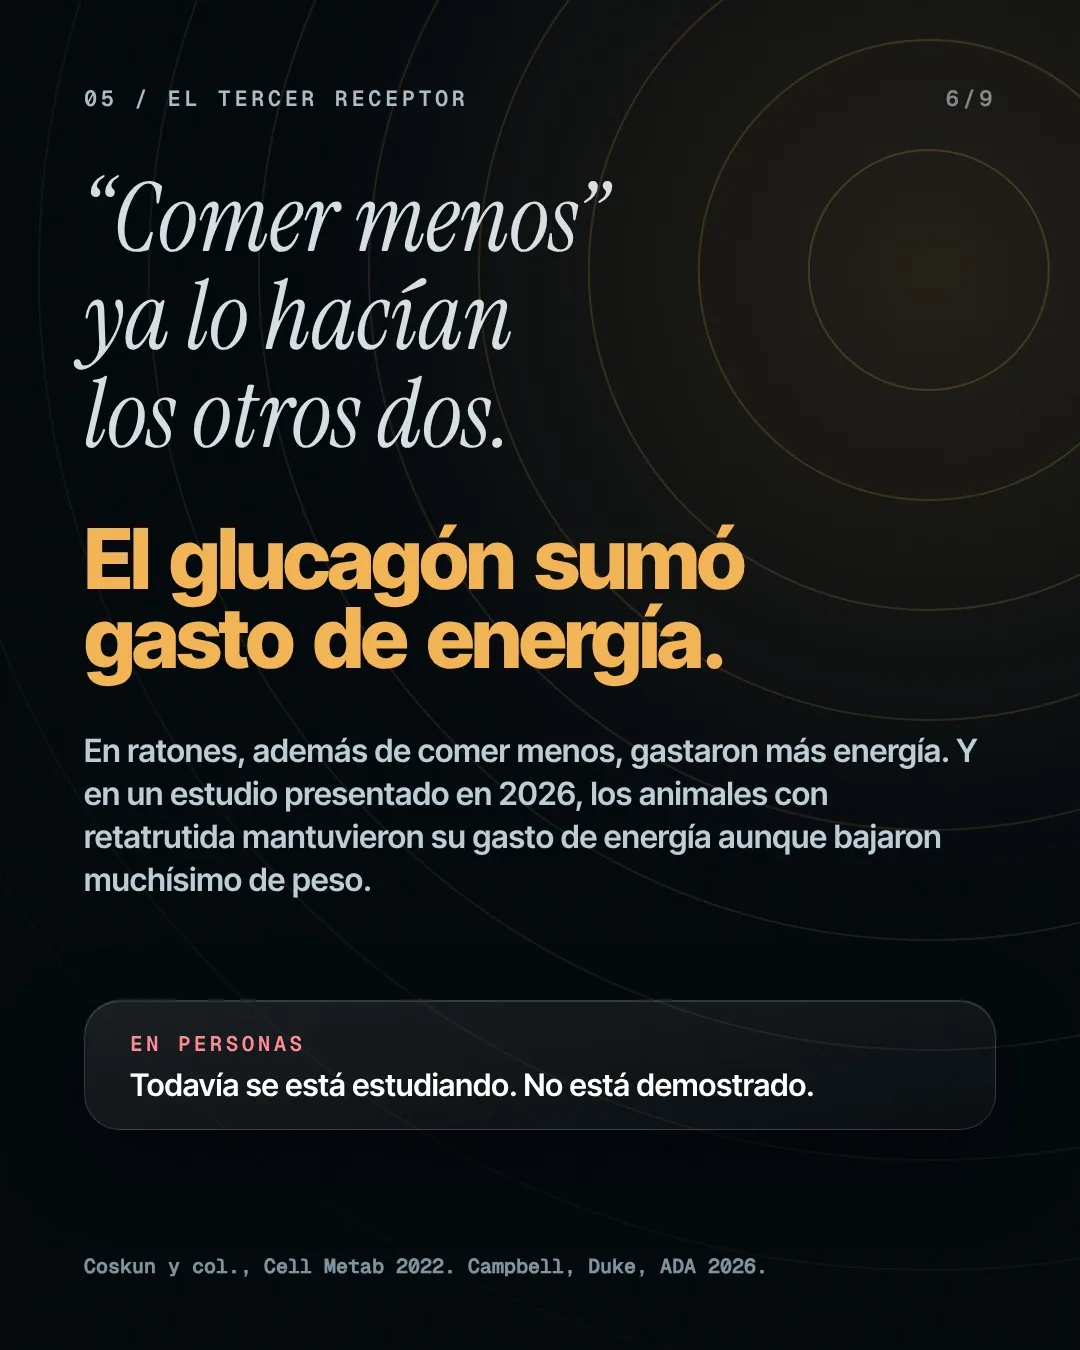 05 / EL TERCER RECEPTOR
6/9
“Comer menos”
ya lo hacían
los otros dos.
El glucagón sumó
gasto de energía.
En ratones, además de comer menos, gastaron más energía. Y
en un estudio presentado en 2026, los animales con
retatrutida mantuvieron su gasto de energía aunque bajaron
muchísimo de peso.
EN PERSONAS
Todavía se está estudiando. No está demostrado.
Coskun y col., Cell Metab 2022. Campbell, Duke, ADA 2026.